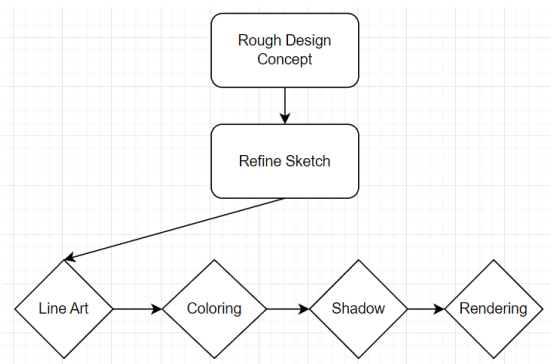 Rough Design
Concept
Refine Sketch
Line Art
Coloring
Shadow
Rendering